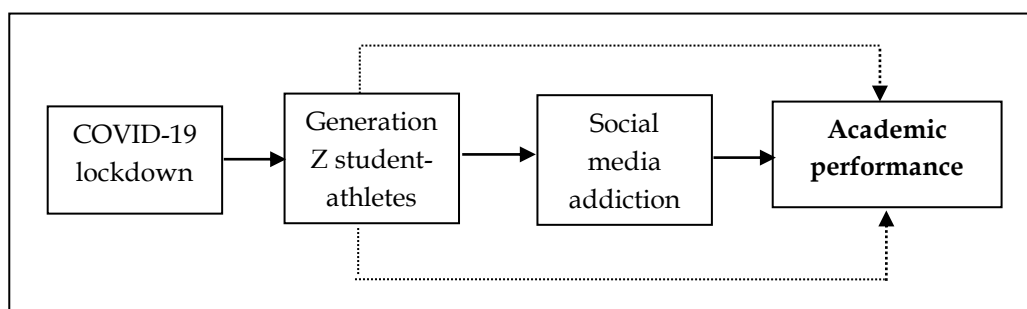 COVID-19
lockdown
Generation
Z student-
athletes
Social
media
addiction
Academic
performance